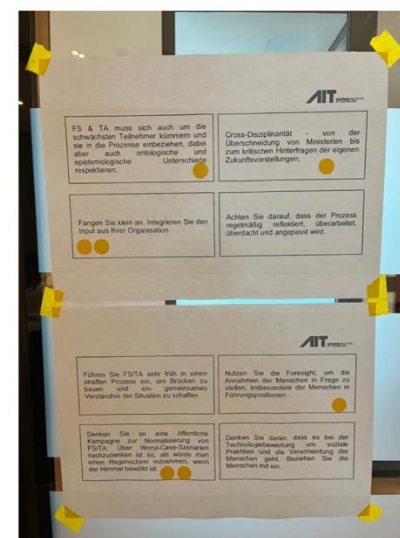 AIT
FS & TA muss sich auch um die
schwächsten Teilnehmer kümmern und
sie in die Prozesse einbeziehen, dabei
aber auch ontologische und
epistemologische Unterschiede
respektieren.
Cross-Disziplinarität - von der
Überschneidung von Ministerien bis
zum kritischen Hinterfragen der eigenen
Zukunftsvorstellungen;
Fangen Sie klein an. Integrieren Sie den
Input aus Ihrer Organisation
Achten Sie darauf, dass der Prozess
regelmäßig reflektiert, überarbeitet,
überdacht und angepasst wird.
AIT
Führen Sie FS/TA sehr früh in einen
straffen Prozess ein, um Brücken zu
bauen und ein gemeinsames
Verständnis der Situation zu schaffen.
Nutzen Sie die Foresight, um die
Annahmen der Menschen in Frage zu
stellen, insbesondere der Menschen in
Führungspositionen.
Denken Sie an eine öffentliche
Kampagne zur Normalisierung von
FS/TA: Über Worst-Case-Szenarien
nachzudenken ist so, als würde man
einen Regenschirm mitnehmen, wenn
der Himmel bewölkt ist.
Denken Sie daran, dass es bei der
Technologiebewertung um soziale
Praktiken und die Verantwortung der
Menschen geht. Beziehen Sie die
Menschen mit ein.